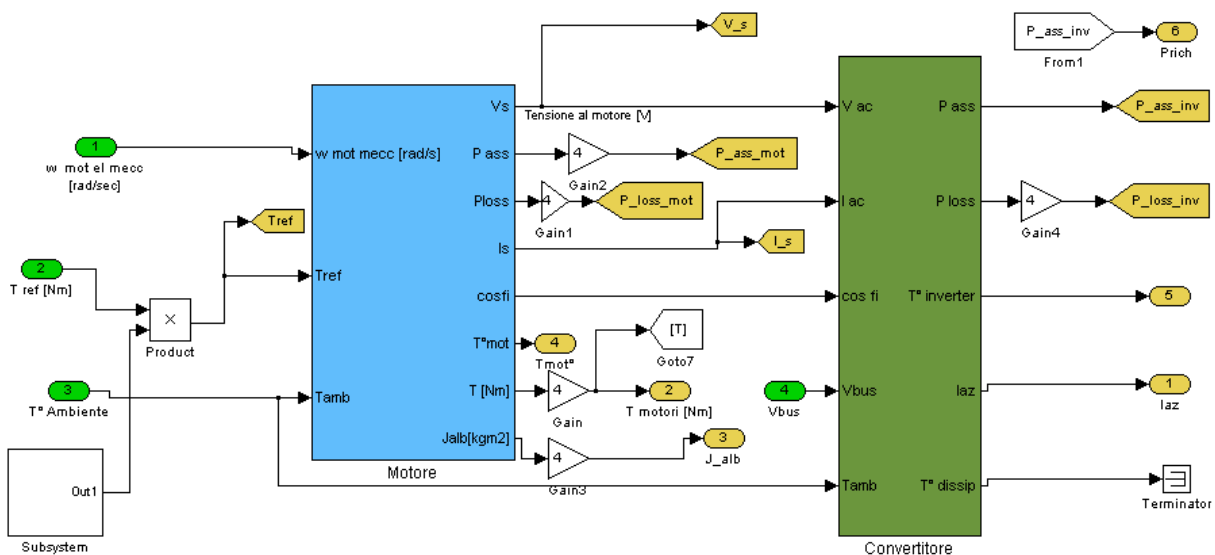 V_s
P_ass_inv
From1
6
Prich
1
w mot el mecc
[rad/sec]
w mot mecc [rad/s]
Tref
Tamb
Vs
P ass
Ploss
Is
cosfi
T°mot
T [Nm]
Jalb[kgm2]
Motore
Tensione al motore [V]
4
Gain2
P_ass_mot
4
Gain1
P_loss_mot
I_s
Tref
2
T ref [Nm]
×
Product
3
T° Ambiente
Out1
Subsystem
4
Tmot°
[T]
Goto7
4
Gain
2
T motori [Nm]
4
Gain3
3
J_alb
4
Vbus
V ac
I ac
cos fi
Vbus
Tamb
P ass
P loss
T° inverter
Iaz
T° dissip
Convertitore
P_ass_inv
4
Gain4
P_loss_inv
5
1
Iaz
Terminator